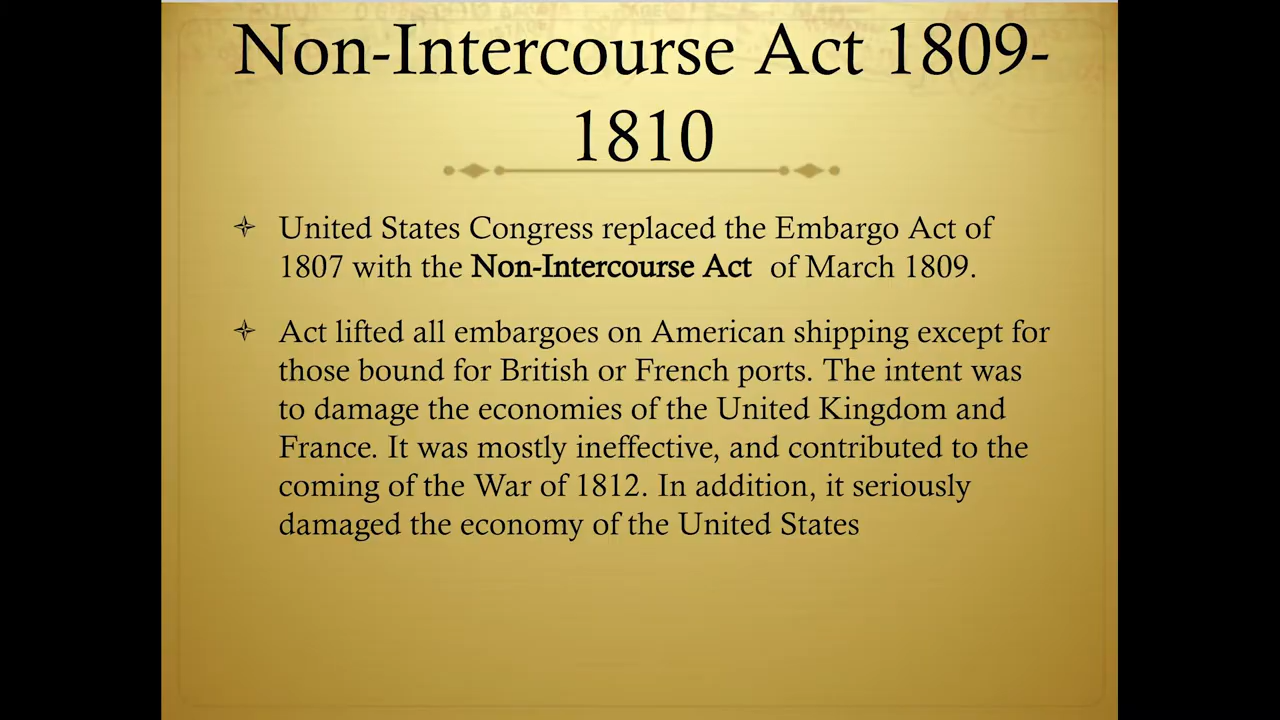 Non-Intercourse Act 1809-
1810
United States Congress replaced the Embargo Act of
1807 with the Non-Intercourse Act of March 1809.
Act lifted all embargoes on American shipping except for
those bound for British or French ports. The intent was
to damage the economies of the United Kingdom and
France. It was mostly ineffective, and contributed to the
coming of the War of 1812. In addition, it seriously
damaged the economy of the United States